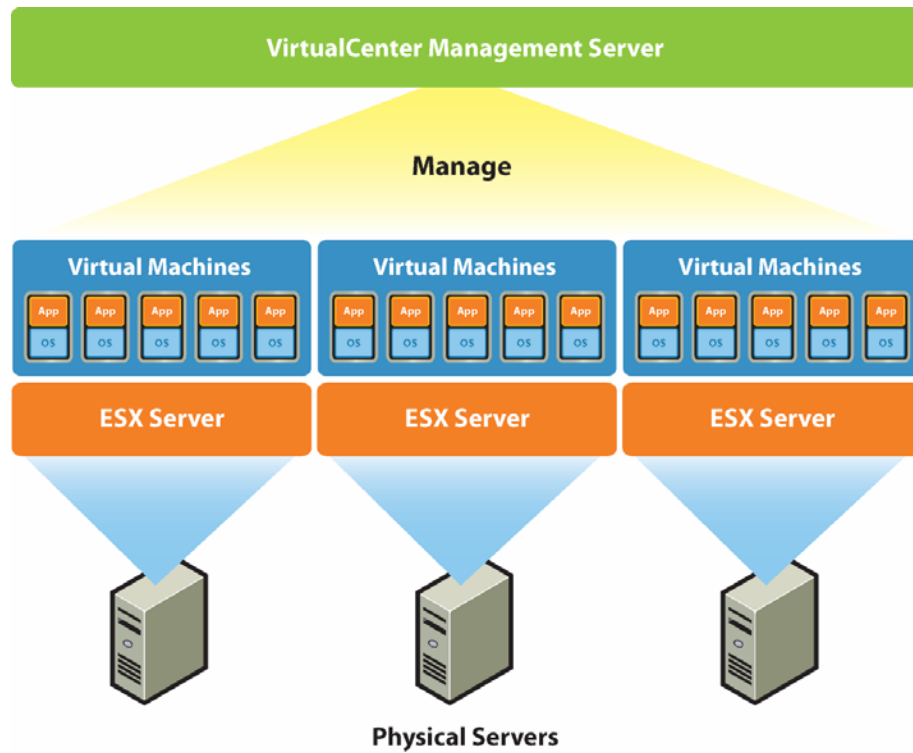 VirtualCenter Management Server
Manage
Virtual Machines
App App App App App
OS OS OS OS OS
Virtual Machines
App App App App App
OS OS OS OS OS
Virtual Machines
App App App App App
OS OS OS OS OS
ESX Server
ESX Server
ESX Server
Physical Servers